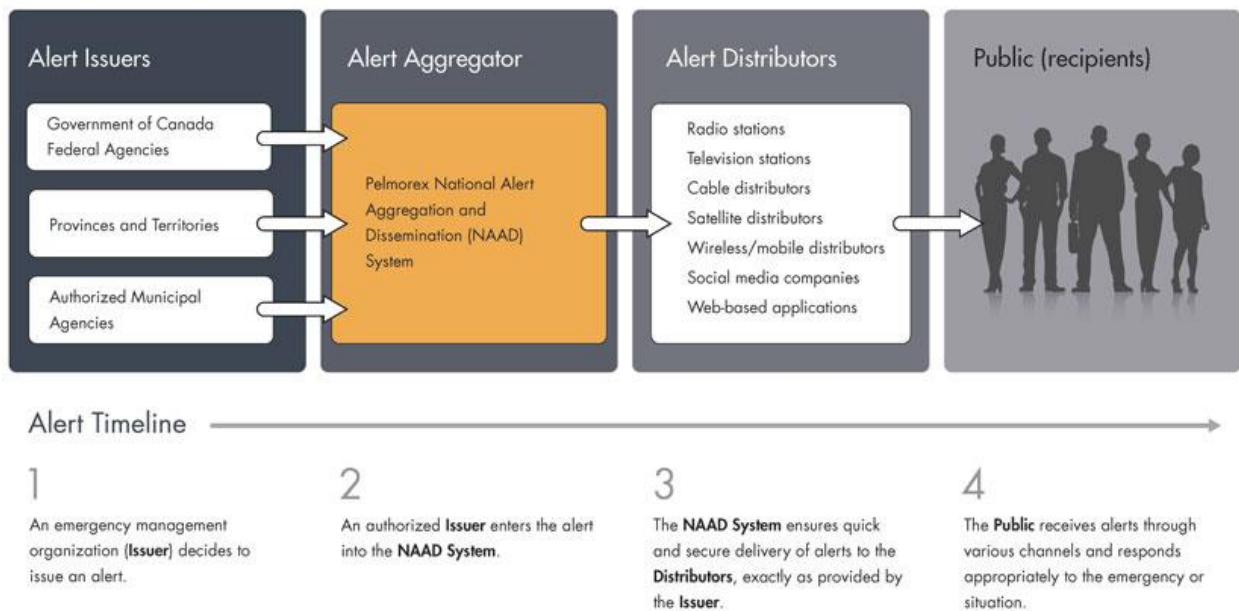 Alert Issuers
Government of Canada
Federal Agencies
Provinces and Territories
Authorized Municipal
Agencies
Alert Aggregator
Pelmorex National Alert
Aggregation and
Dissemination (NAAD)
System
Alert Distributors
Radio stations
Television stations
Cable distributors
Satellite distributors
Wireless/mobile distributors
Social media companies
Web-based applications
Public (recipients)
Alert Timeline
1
An emergency management
organization (Issuer) decides to
issue an alert.
2
An authorized Issuer enters the alert
into the NAAD System.
3
The NAAD System ensures quick
and secure delivery of alerts to the
Distributors, exactly as provided by
the Issuer.
4
The Public receives alerts through
various channels and responds
appropriately to the emergency or
situation.